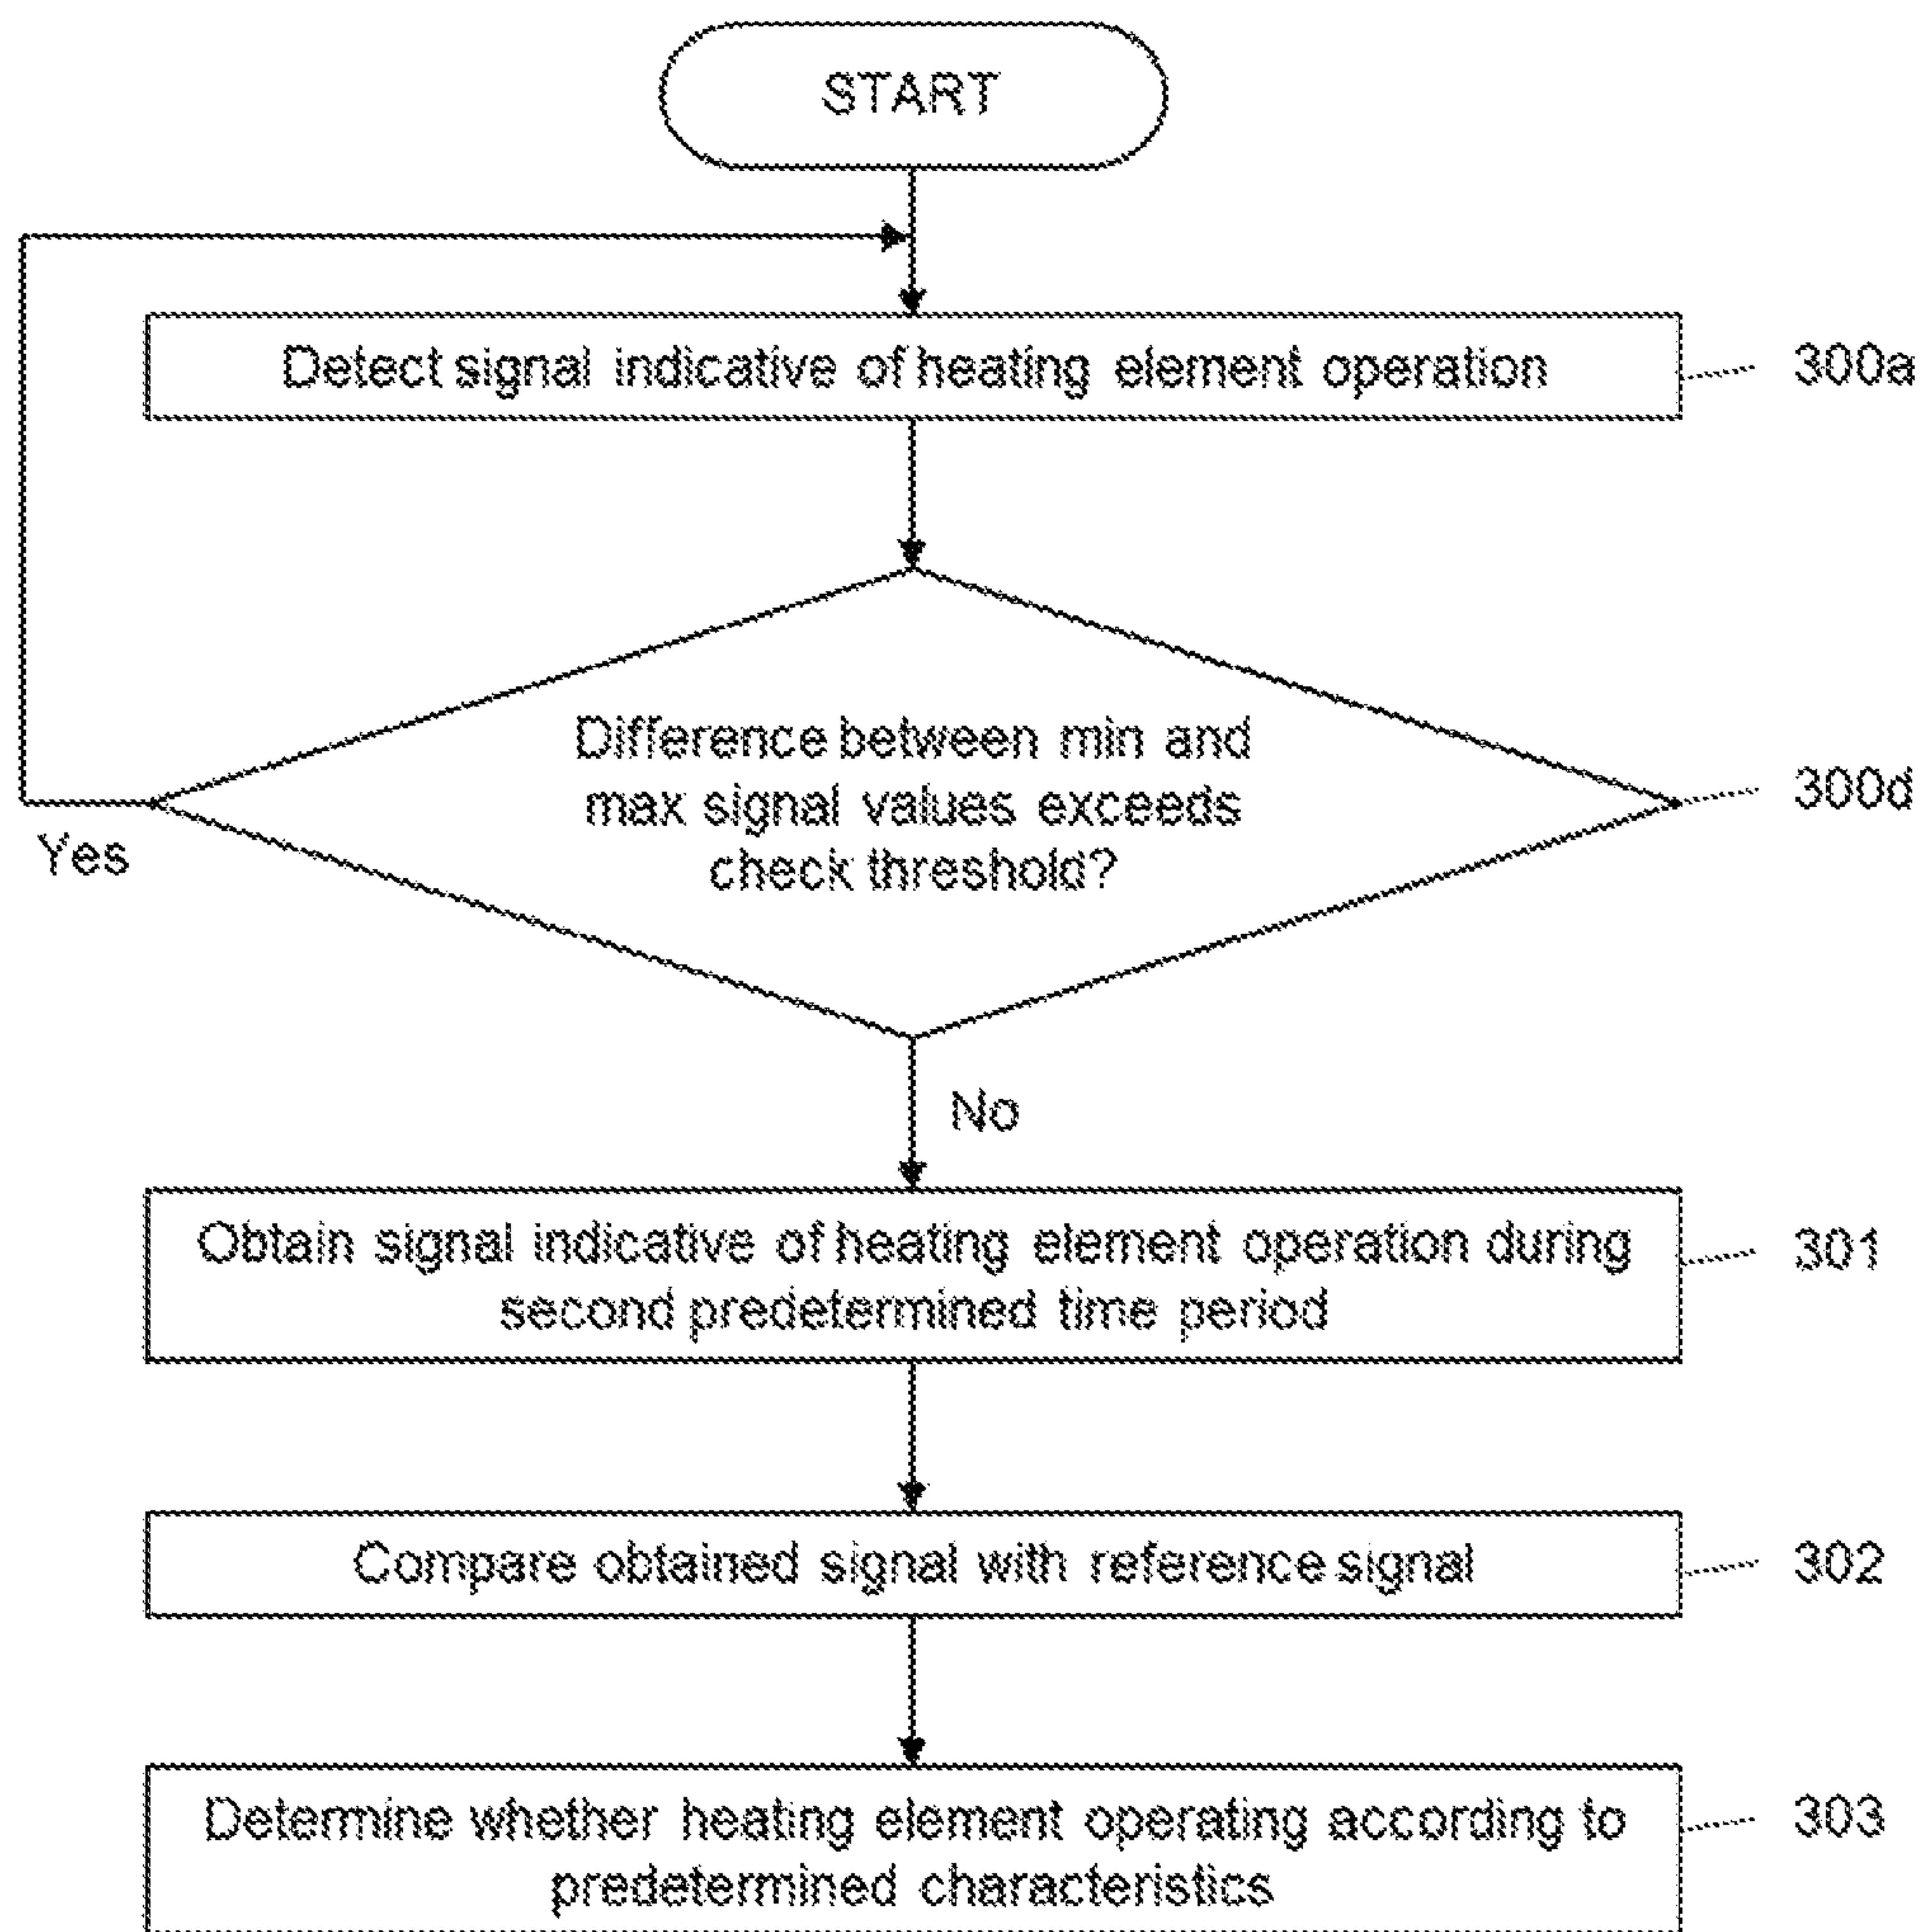 START
Detect signal indicative of heating element operation
300a
Difference between min and
max signal values exceeds
check threshold?
300d
Yes
No
Obtain signal indicative of heating element operation during
second predetermined time period
301
Compare obtained signal with reference signal
302
Determine whether heating element operating according to
predetermined characteristics
303